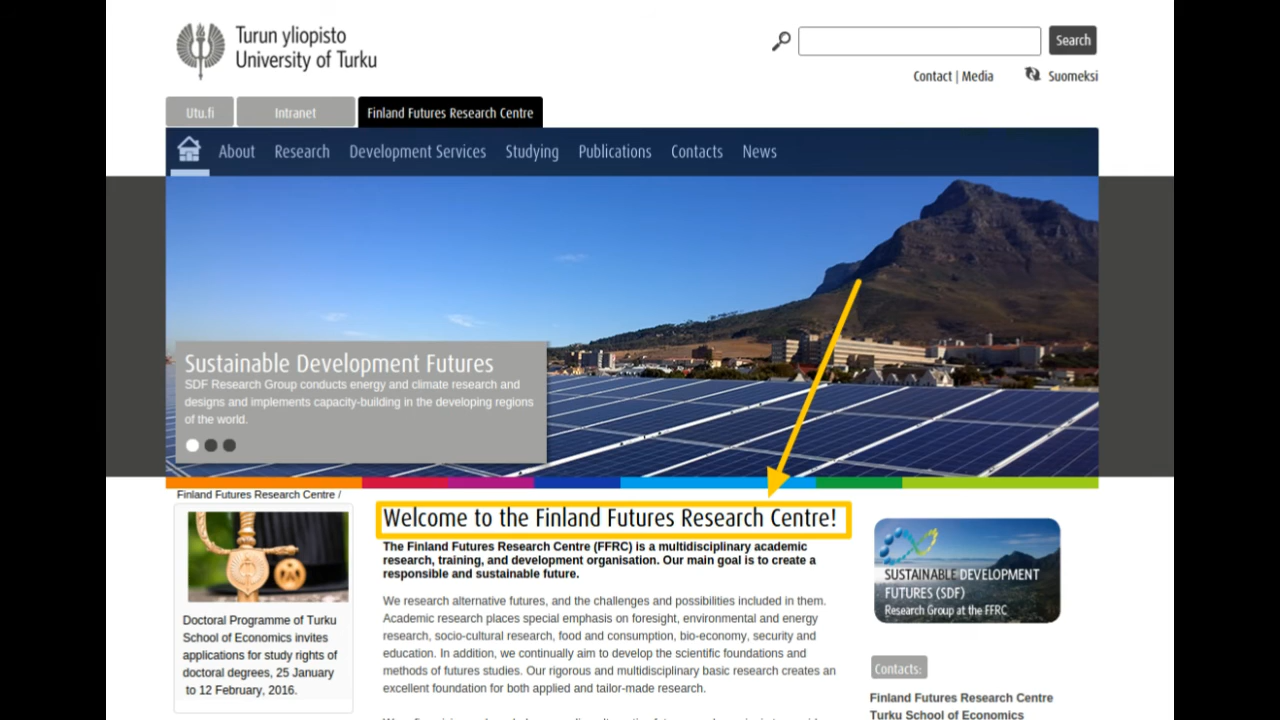 Turun yliopisto
University of Turku
Search
Contact | Media
Suomeksi
Utu.fi
Intranet
Finland Futures Research Centre
About
Research
Development Services
Studying
Publications
Contacts
News
Sustainable Development Futures
SDF Research Group conducts energy and climate research and
designs and implements capacity-building in the developing regions
of the world.
Finland Futures Research Centre /
Doctoral Programme of Turku
School of Economics invites
applications for study rights of
doctoral degrees, 25 January
to 12 February, 2016.
Welcome to the Finland Futures Research Centre!
The Finland Futures Research Centre (FFRC) is a multidisciplinary academic
research, training, and development organisation. Our main goal is to create a
responsible and sustainable future.
We research alternative futures, and the challenges and possibilities included in them.
Academic research places special emphasis on foresight, environmental and energy
research, socio-cultural research, food and consumption, bio-economy, security and
education. In addition, we continually aim to develop the scientific foundations and
methods of futures studies. Our rigorous and multidisciplinary basic research creates an
excellent foundation for both applied and tailor-made research.
SUSTAINABLE DEVELOPMENT
FUTURES (SDF)
Research Group at the FFRC
Contacts:
Finland Futures Research Centre
Turku School of Economics